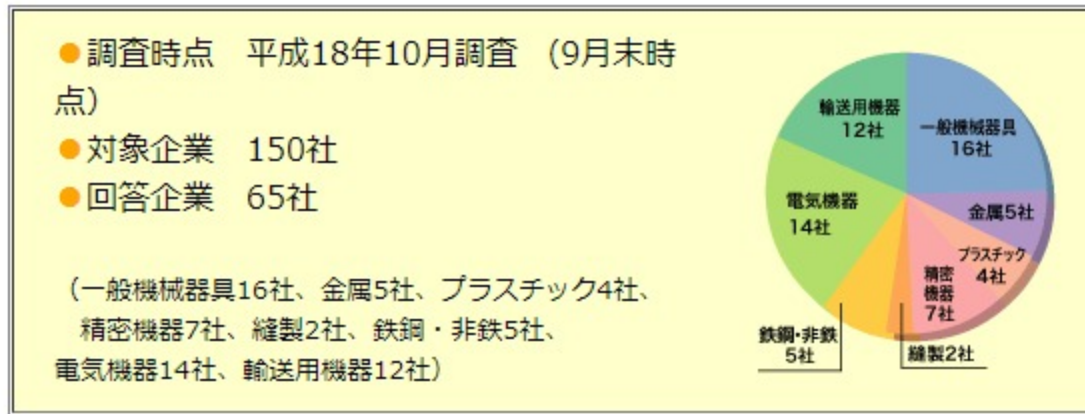 ●調査時点　平成18年10月調査　(9月末時
点)
●対象企業　150社
●回答企業　65社
（一般機械器具16社、金属5社、プラスチック4社、
精密機器7社、縫製2社、鉄鋼・非鉄5社、
電気機器14社、輸送用機器12社）
輸送用機器
12社
一般機械器具
16社
電気機器
14社
金属5社
プラスチック
4社
精密
機器
7社
鉄鋼・非鉄
5社
縫製2社